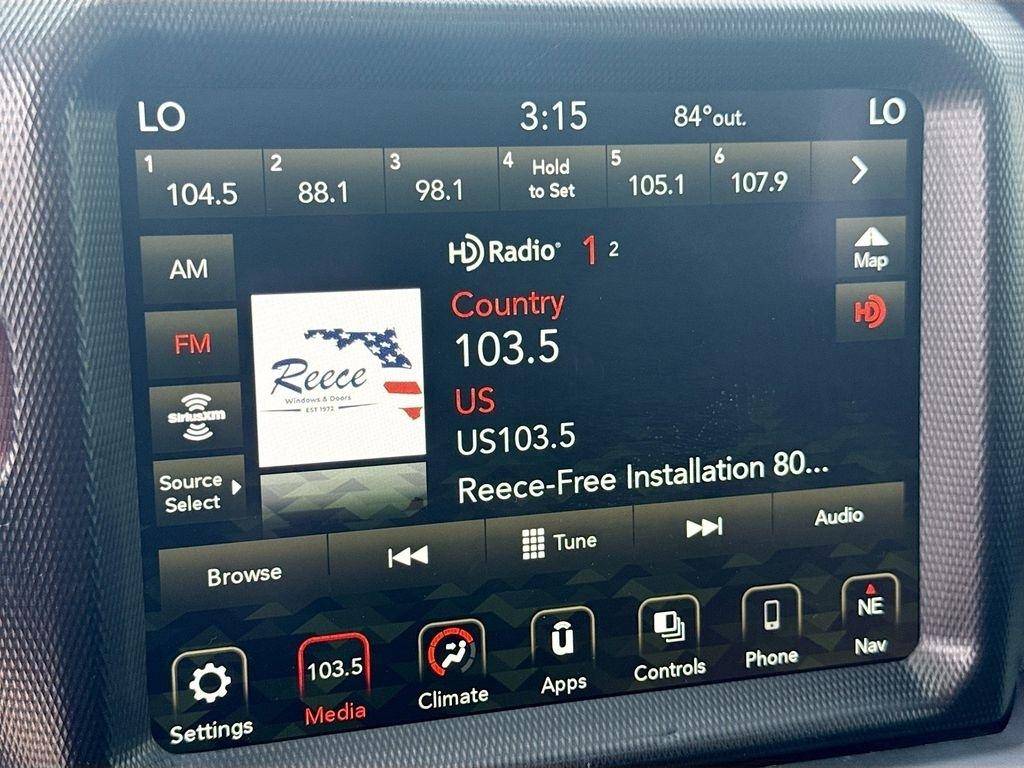 LO 3:15 84° out. LO
1 104.5
2 88.1
3 98.1
4 Hold to Set
5 105.1
6 107.9
AM
FM
SiriusXM
Source
Select
Reece
Windows & Doors
EST 1972
HD Radio 1 2
Country
103.5
US
US103.5
Reece-Free Installation 80...
Map
HD
Browse
Tune
Audio
Settings
103.5
Media
Climate
Apps
Controls
Phone
NE
Nav